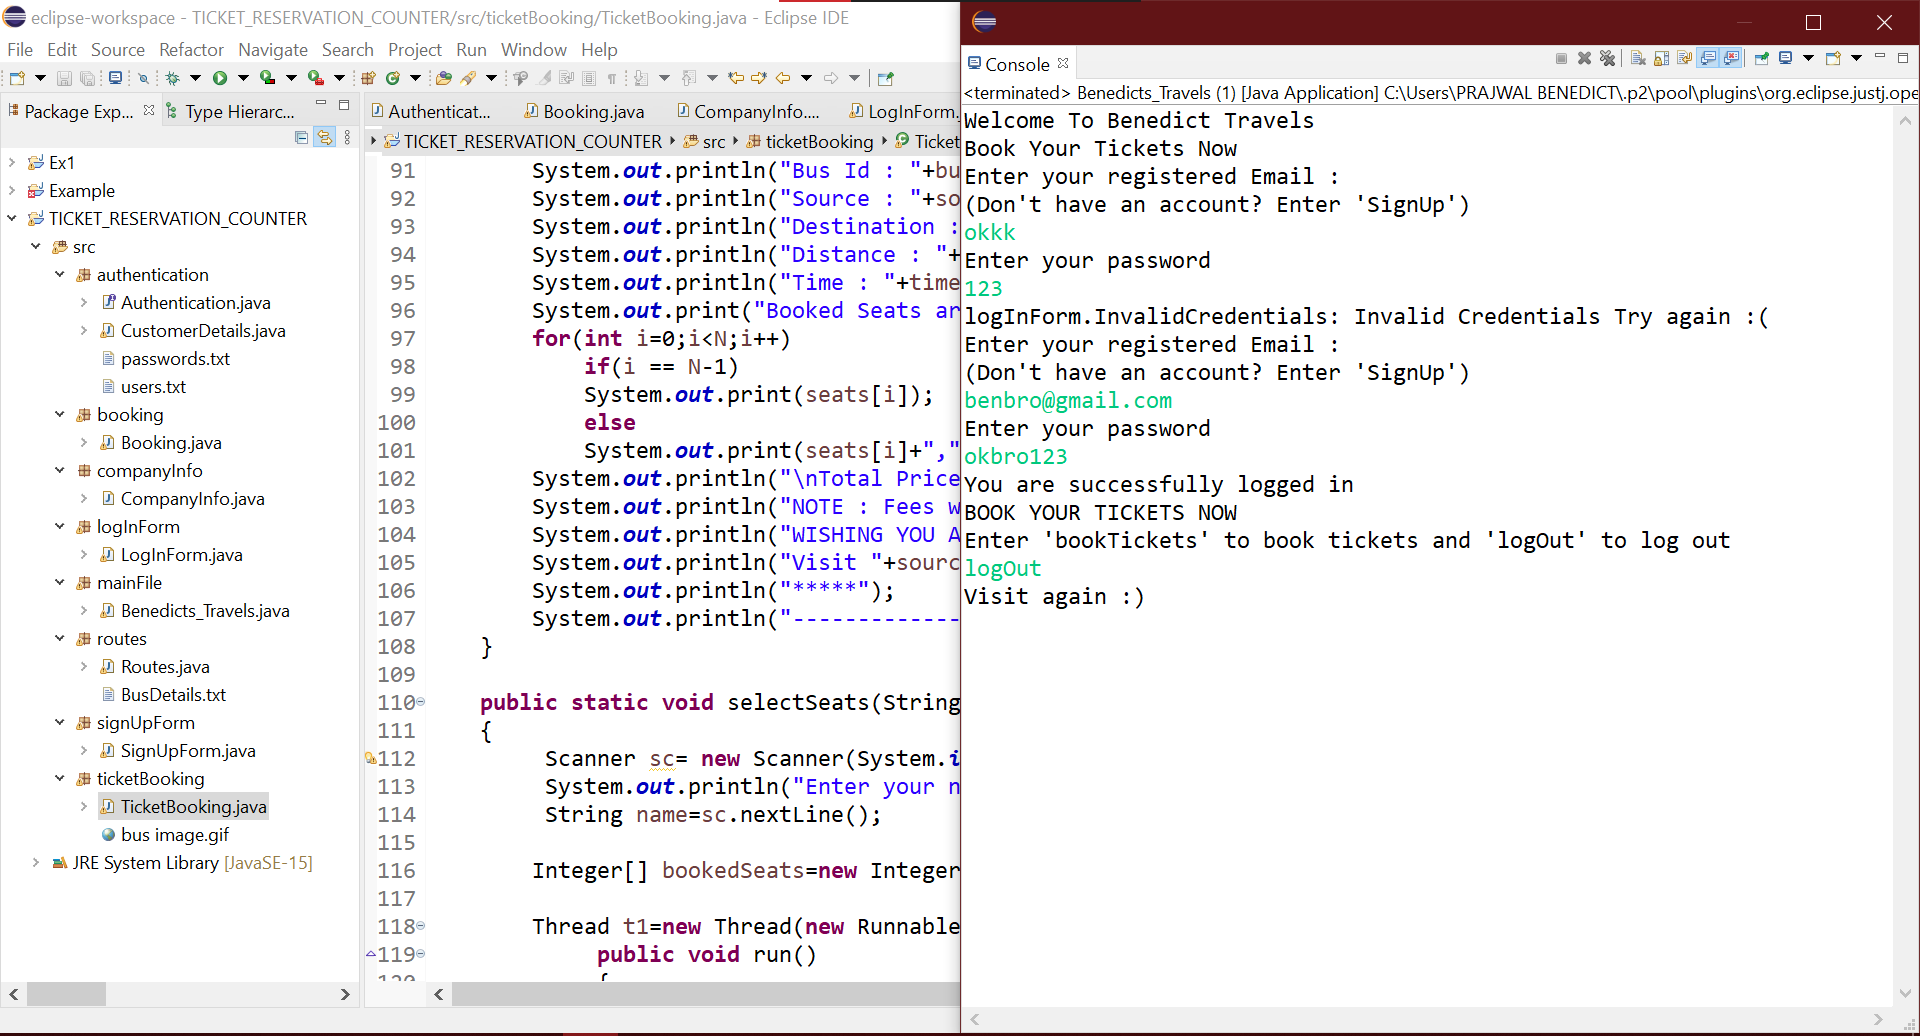 eclipse-workspace - TICKET_RESERVATION_COUNTER/src/ticketBooking/TicketBooking.java - Eclipse IDE
File Edit Source Refactor Navigate Search Project Run Window Help
Package Exp... Type Hierarc...
Ex1
Example
TICKET_RESERVATION_COUNTER
src
authentication
Authentication.java
CustomerDetails.java
passwords.txt
users.txt
booking
Booking.java
companyInfo
CompanyInfo.java
logInForm
LogInForm.java
mainFile
Benedicts_Travels.java
routes
Routes.java
BusDetails.txt
signUpForm
SignUpForm.java
ticketBooking
TicketBooking.java
bus image.gif
JRE System Library [JavaSE-15]
Authenticat... Booking.java CompanyInfo.... LogInForm.
TICKET_RESERVATION_COUNTER src ticketBooking Ticket
91 System.out.println("Bus Id : "+bu
92 System.out.println("Source : "+so
93 System.out.println("Destination :
94 System.out.println("Distance : "+
95 System.out.println("Time : "+time
96 System.out.print("Booked Seats ar
97 for(int i=0;i<N;i++)
98 if(i == N-1)
99 System.out.print(seats[i]);
100 else
101 System.out.print(seats[i]+","
102 System.out.println("\nTotal Price
103 System.out.println("NOTE : Fees w
104 System.out.println("WISHING YOU A
105 System.out.println("Visit "+sourc
106 System.out.println("*****");
107 System.out.println("-------------
108 }
109
110 public static void selectSeats(String
111 {
112 Scanner sc= new Scanner(System.i
113 System.out.println("Enter your n
114 String name=sc.nextLine();
115
116 Integer[] bookedSeats=new Integer
117
118 Thread t1=new Thread(new Runnable
119 public void run()
120 {
Console
<terminated> Benedicts_Travels (1) [Java Application] C:\Users\PRAJWAL BENEDICT\.p2\pool\plugins\org.eclipse.justj.ope
Welcome To Benedict Travels
Book Your Tickets Now
Enter your registered Email :
(Don't have an account? Enter 'SignUp')
okkk
Enter your password
123
logInForm.InvalidCredentials: Invalid Credentials Try again :(
Enter your registered Email :
(Don't have an account? Enter 'SignUp')
benbro@gmail.com
Enter your password
okbro123
You are successfully logged in
BOOK YOUR TICKETS NOW
Enter 'bookTickets' to book tickets and 'logOut' to log out
logOut
Visit again :)